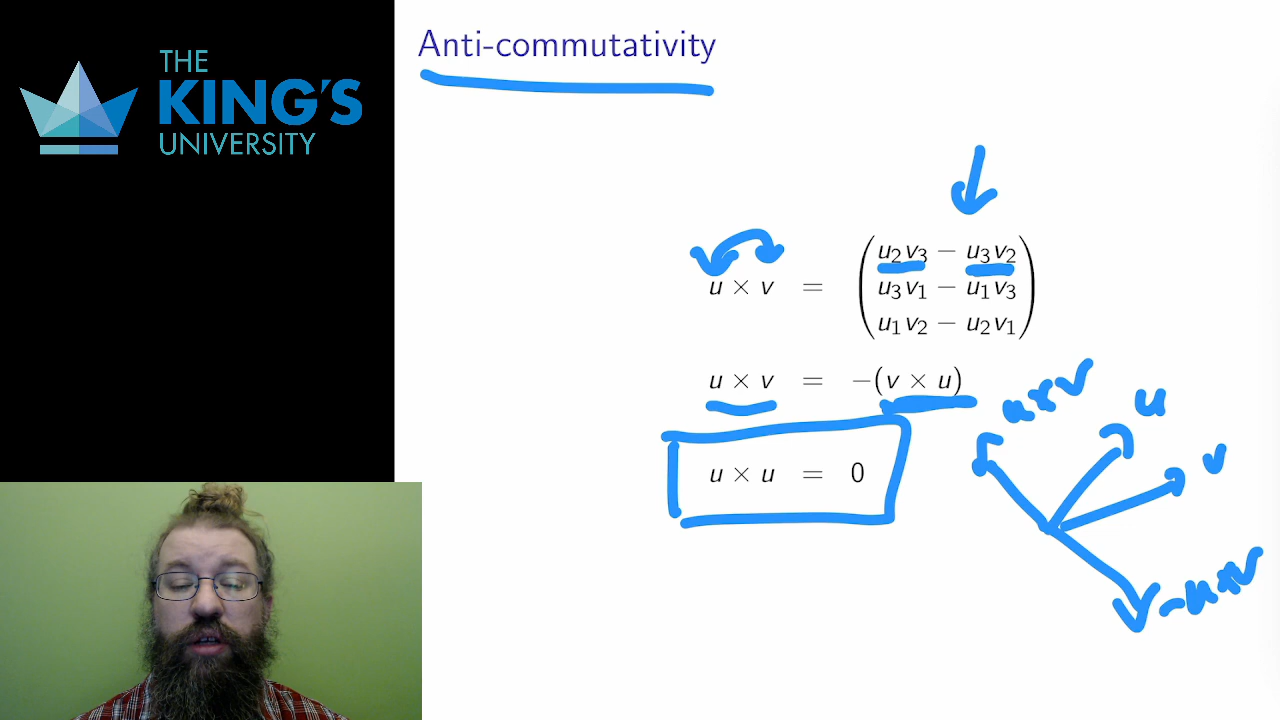 THE
KING'S
UNIVERSITY
Anti-commutativity
u × v = 
u₂v₃ − u₃v₂
u₃v₁ − u₁v₃
u₁v₂ − u₂v₁
u × v = −(v × u)
u × u = 0
u×v
u
v
-u×v